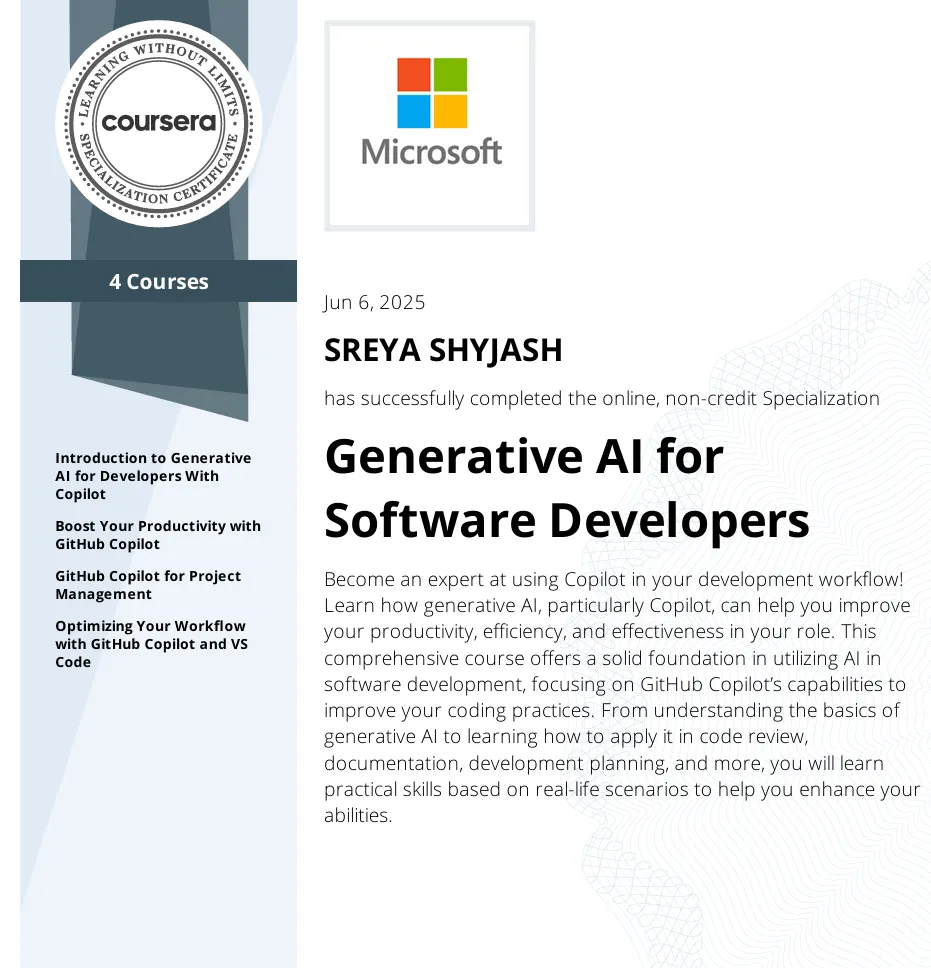 LEARNING WITHOUT LIMITS
coursera
SPECIALIZATION CERTIFICATE
4 Courses
Introduction to Generative
AI for Developers With
Copilot
Boost Your Productivity with
GitHub Copilot
GitHub Copilot for Project
Management
Optimizing Your Workflow
with GitHub Copilot and VS
Code
Microsoft
Jun 6, 2025
SREYA SHYJASH
has successfully completed the online, non-credit Specialization
Generative AI for
Software Developers
Become an expert at using Copilot in your development workflow!
Learn how generative AI, particularly Copilot, can help you improve
your productivity, efficiency, and effectiveness in your role. This
comprehensive course offers a solid foundation in utilizing AI in
software development, focusing on GitHub Copilot’s capabilities to
improve your coding practices. From understanding the basics of
generative AI to learning how to apply it in code review,
documentation, development planning, and more, you will learn
practical skills based on real-life scenarios to help you enhance your
abilities.